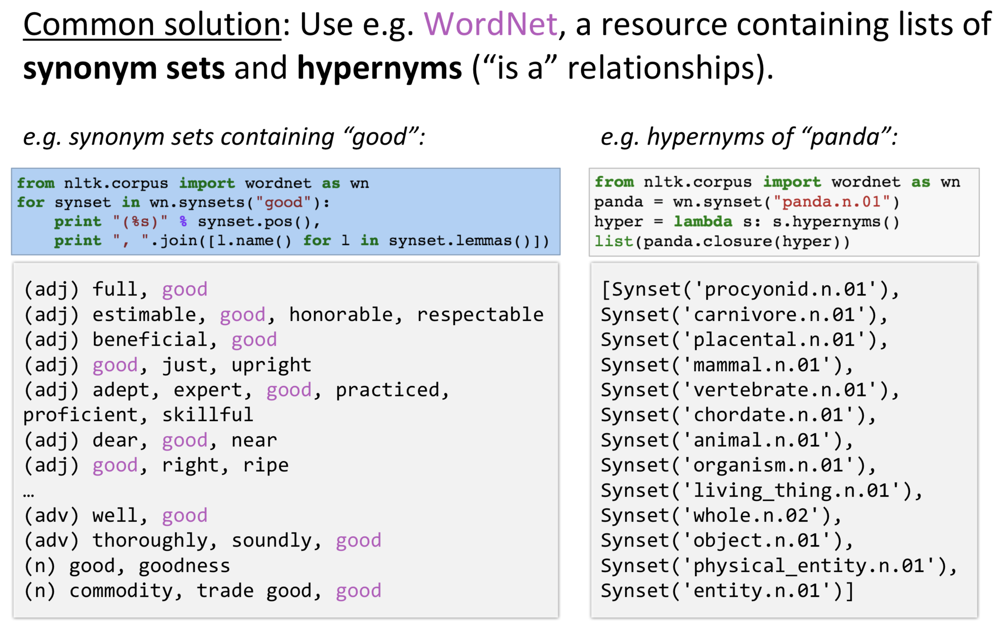 Common solution: Use e.g. WordNet, a resource containing lists of
synonym sets and hypernyms (“is a” relationships).
e.g. synonym sets containing “good”:
from nltk.corpus import wordnet as wn
for synset in wn.synsets("good"):
    print "(%s)" % synset.pos(),
    print ", ".join([l.name() for l in synset.lemmas()])
(adj) full, good
(adj) estimable, good, honorable, respectable
(adj) beneficial, good
(adj) good, just, upright
(adj) adept, expert, good, practiced,
proficient, skillful
(adj) dear, good, near
(adj) good, right, ripe
…
(adv) well, good
(adv) thoroughly, soundly, good
(n) good, goodness
(n) commodity, trade good, good
e.g. hypernyms of “panda”:
from nltk.corpus import wordnet as wn
panda = wn.synset("panda.n.01")
hyper = lambda s: s.hypernyms()
list(panda.closure(hyper))
[Synset('procyonid.n.01'),
Synset('carnivore.n.01'),
Synset('placental.n.01'),
Synset('mammal.n.01'),
Synset('vertebrate.n.01'),
Synset('chordate.n.01'),
Synset('animal.n.01'),
Synset('organism.n.01'),
Synset('living_thing.n.01'),
Synset('whole.n.02'),
Synset('object.n.01'),
Synset('physical_entity.n.01'),
Synset('entity.n.01')]